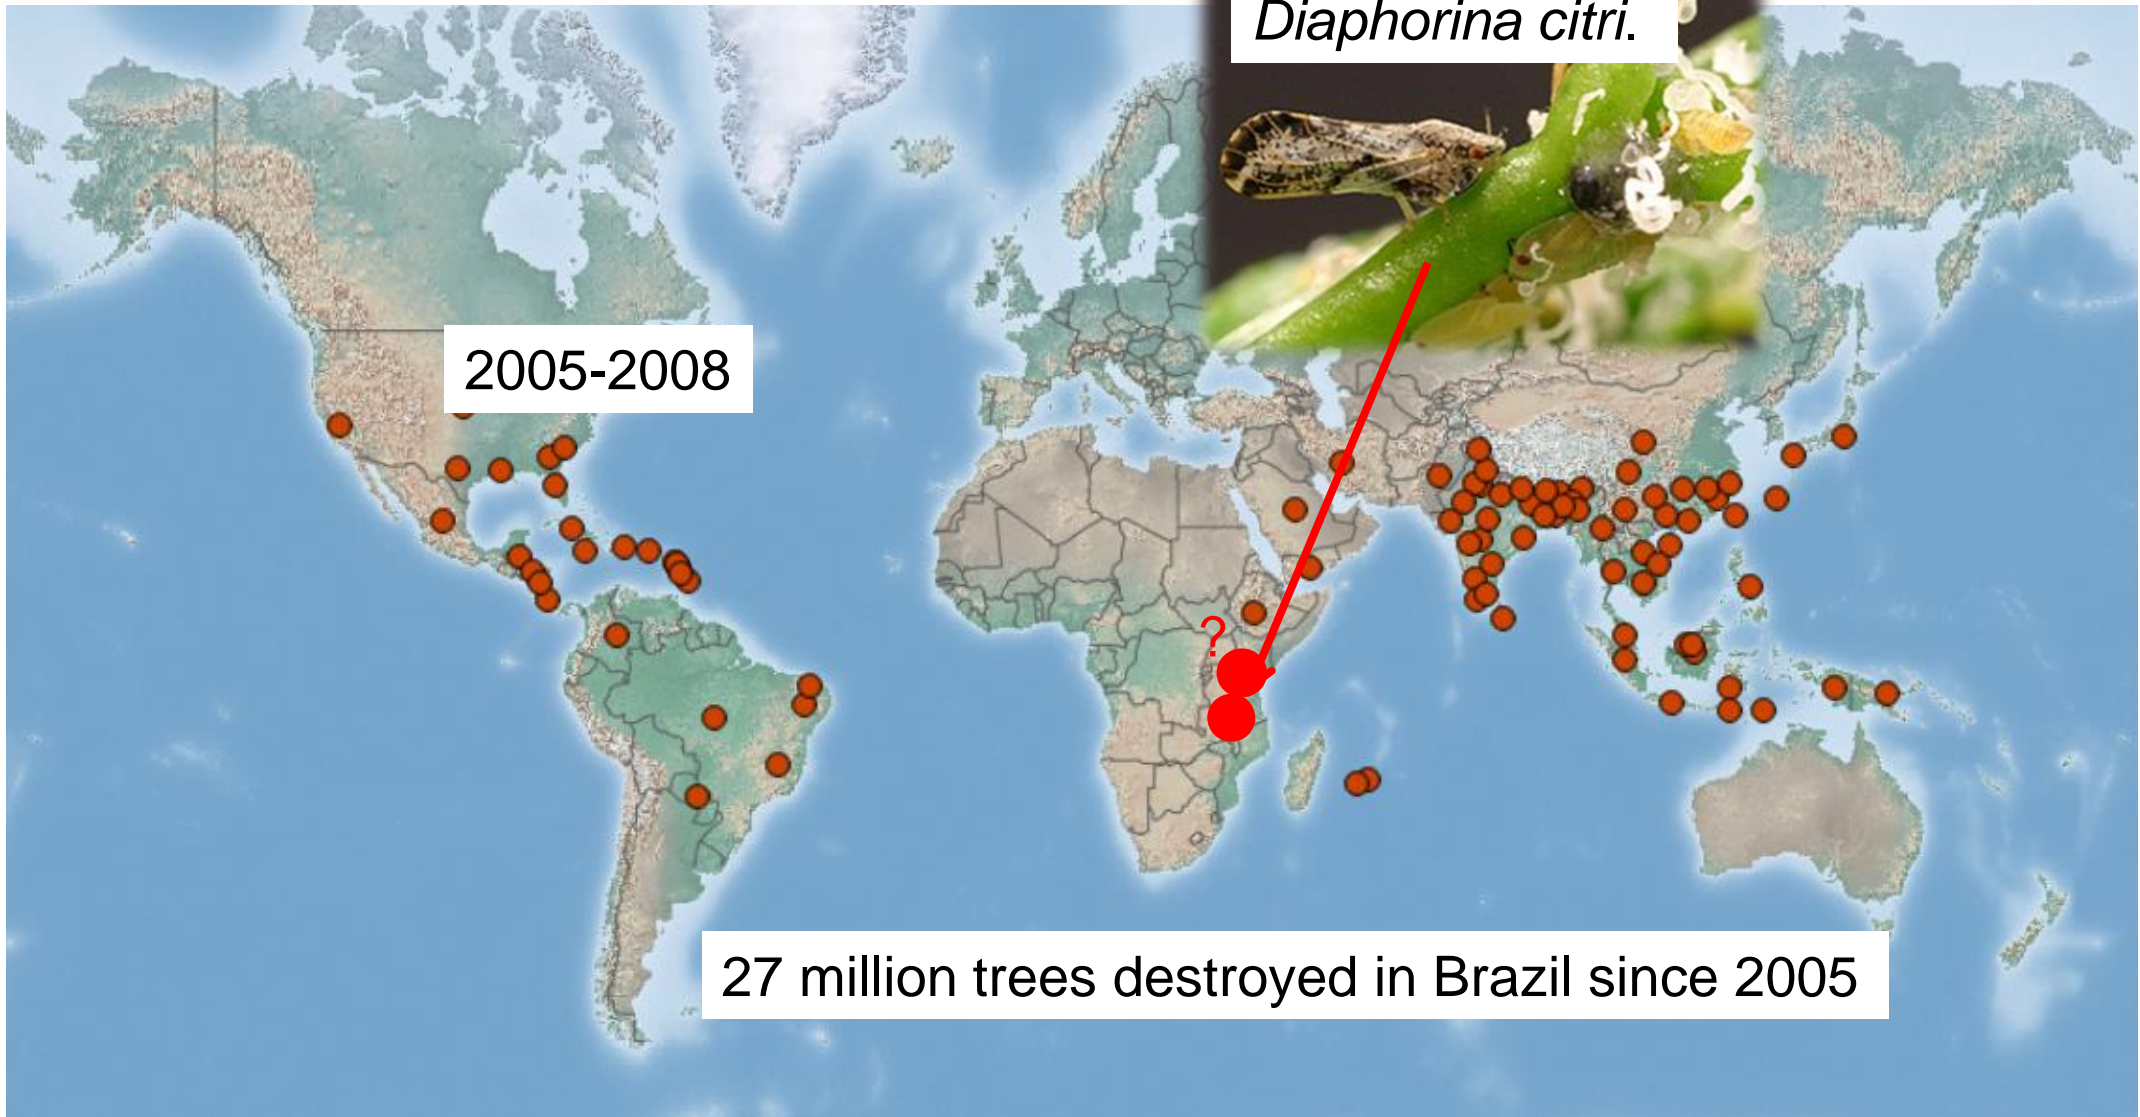 Diaphorina citri.
2005-2008
?
27 million trees destroyed in Brazil since 2005